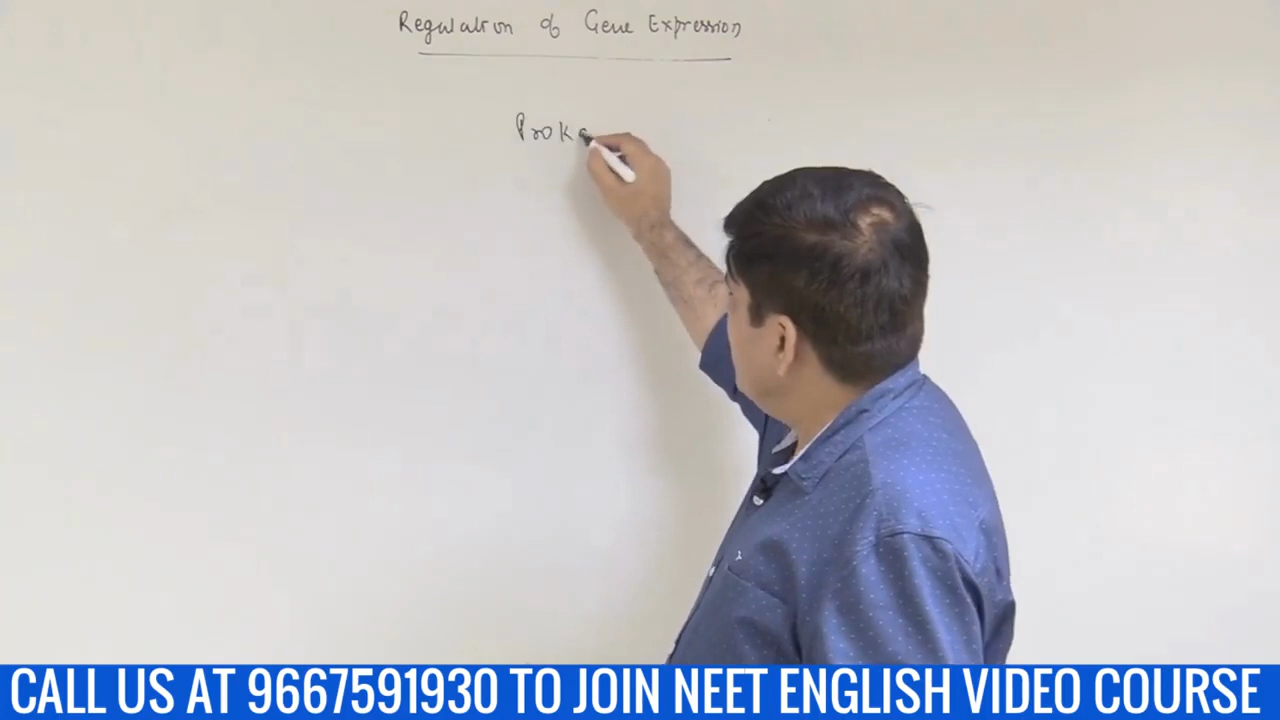 Regulation of Gene Expression
Proka
CALL US AT 9667591930 TO JOIN NEET ENGLISH VIDEO COURSE